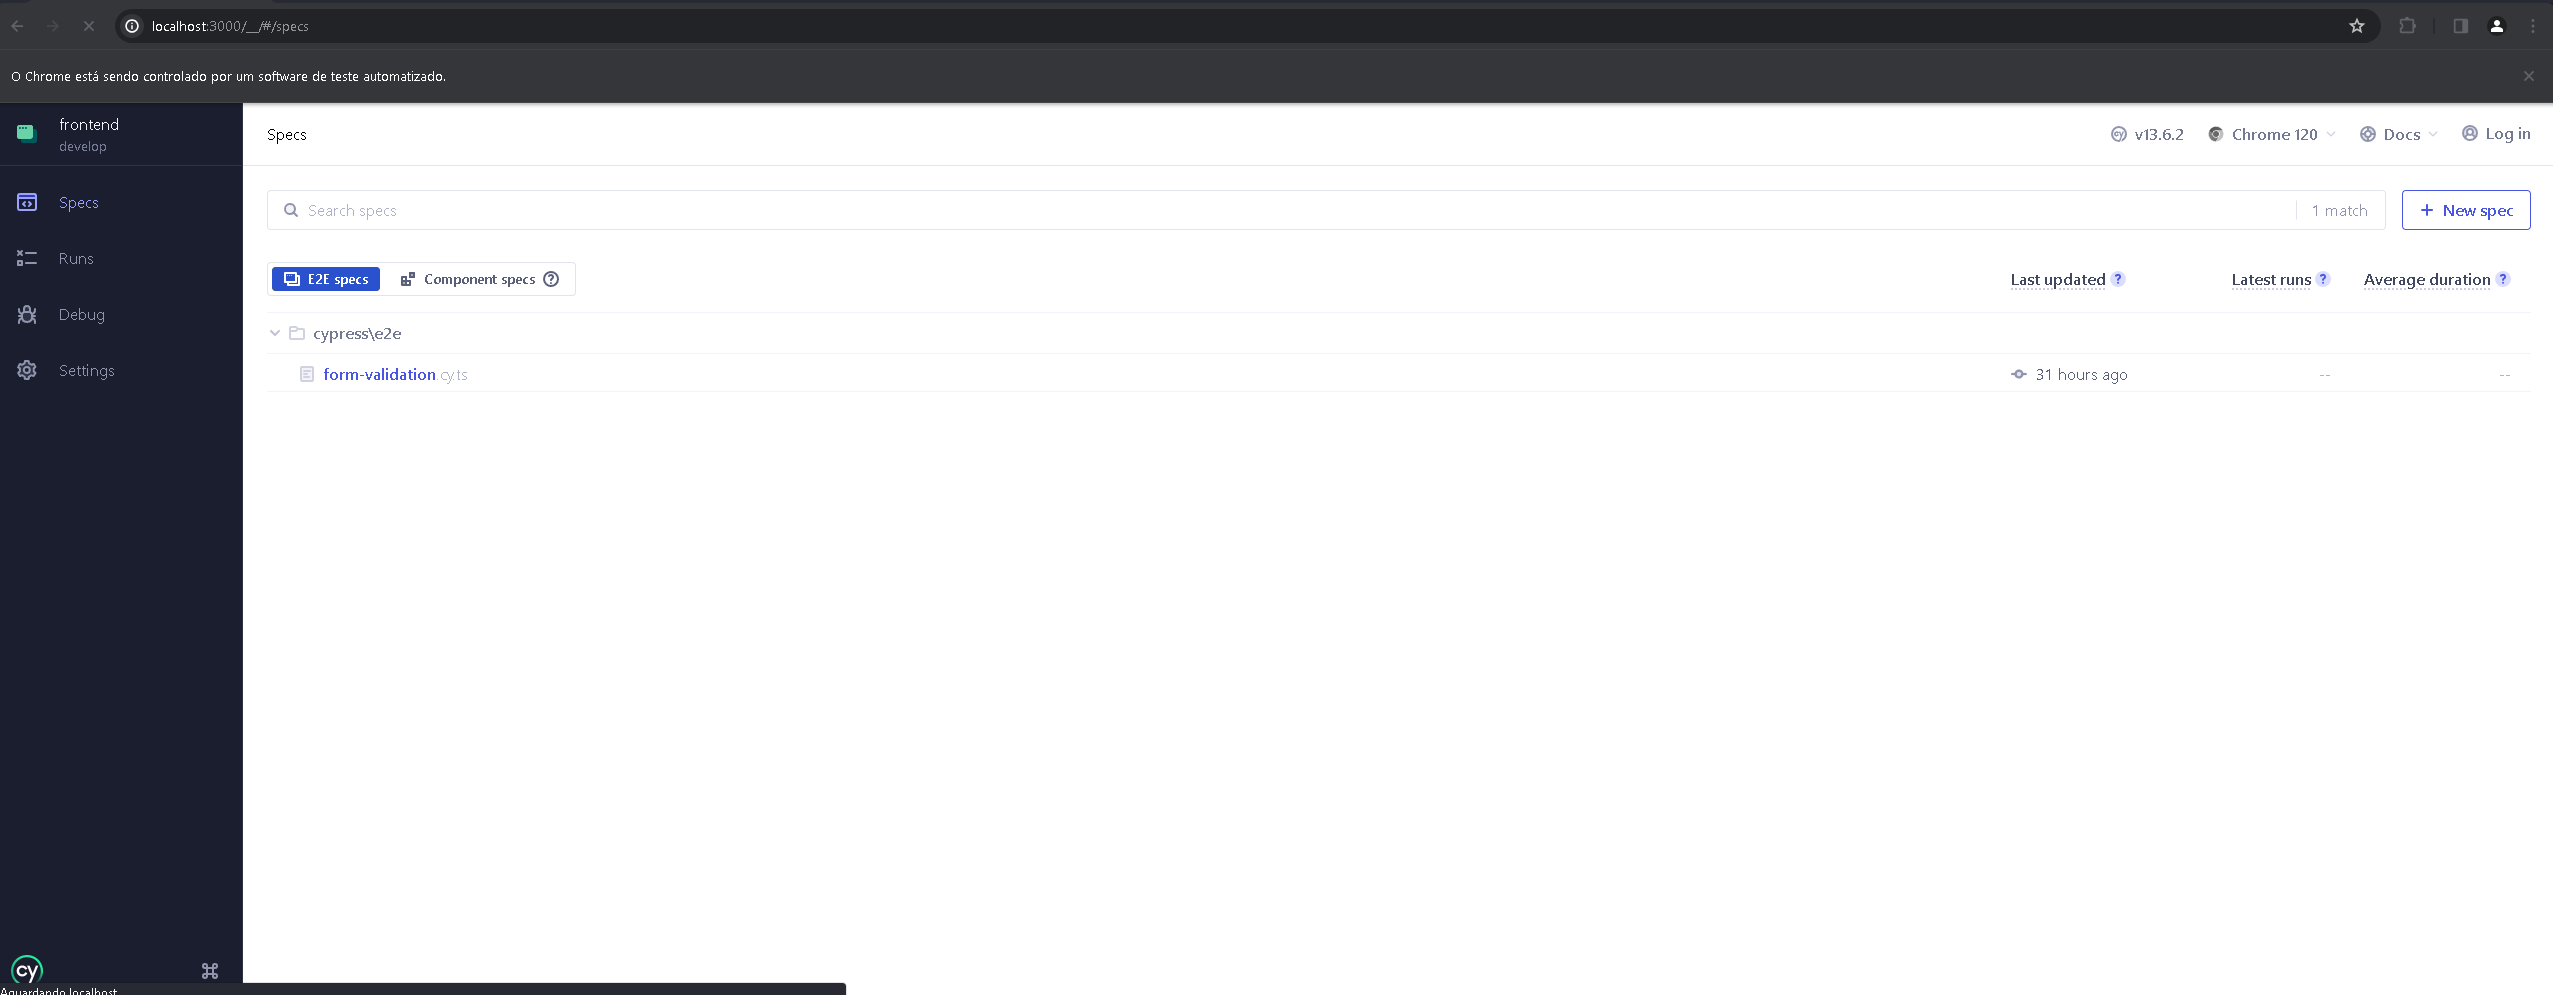 localhost:3000/__/#/specs
O Chrome está sendo controlado por um software de teste automatizado.
frontend
develop
Specs
v13.6.2
Chrome 120
Docs
Log in
Specs
Runs
Debug
Settings
Search specs
1 match
New spec
E2E specs
Component specs
Last updated
Latest runs
Average duration
cypress\e2e
form-validation.cy.ts
31 hours ago
--
--
cy
Aguardando localhost